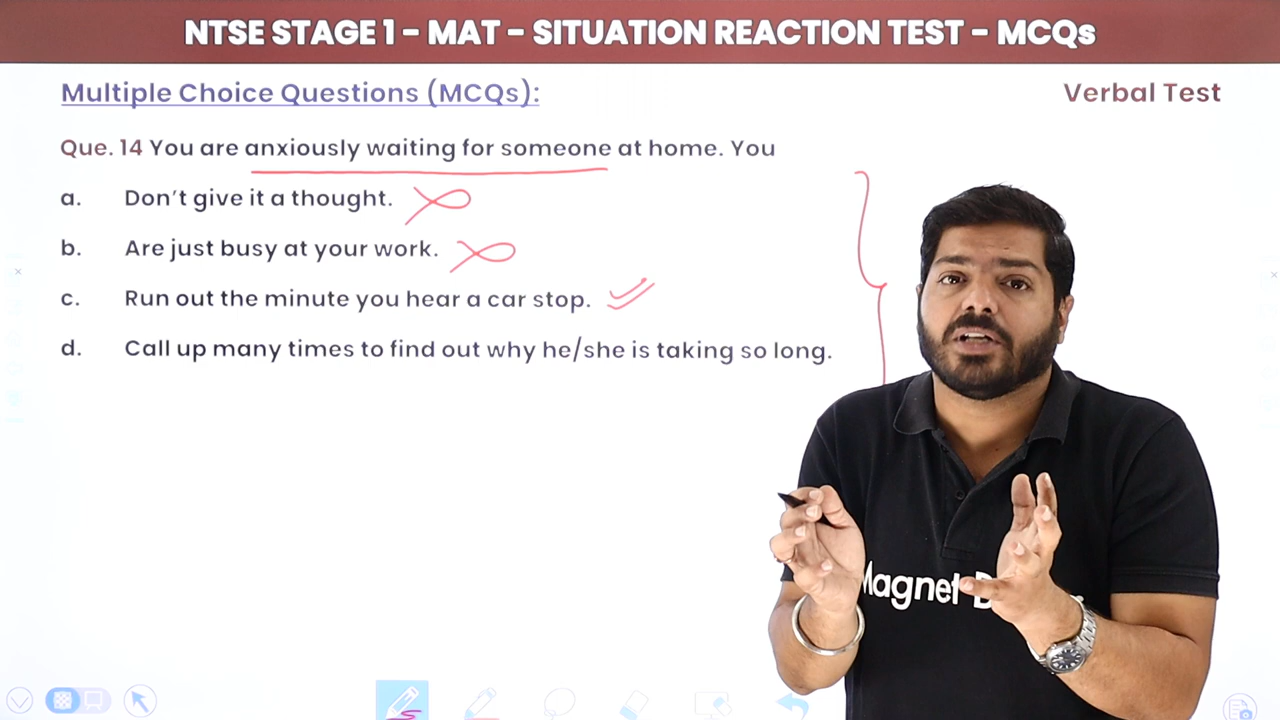 NTSE STAGE 1 – MAT – SITUATION REACTION TEST – MCQs
Multiple Choice Questions (MCQs):
Verbal Test
Que. 14 You are anxiously waiting for someone at home. You
a. Don't give it a thought.
b. Are just busy at your work.
c. Run out the minute you hear a car stop.
d. Call up many times to find out why he/she is taking so long.
Magnet